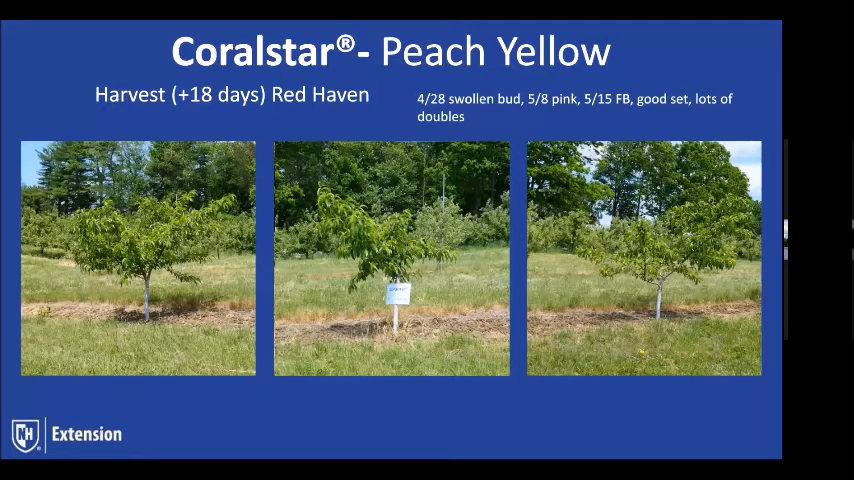 Coralstar®- Peach Yellow
Harvest (+18 days) Red Haven
4/28 swollen bud, 5/8 pink, 5/15 FB, good set, lots of
doubles
NH
Extension